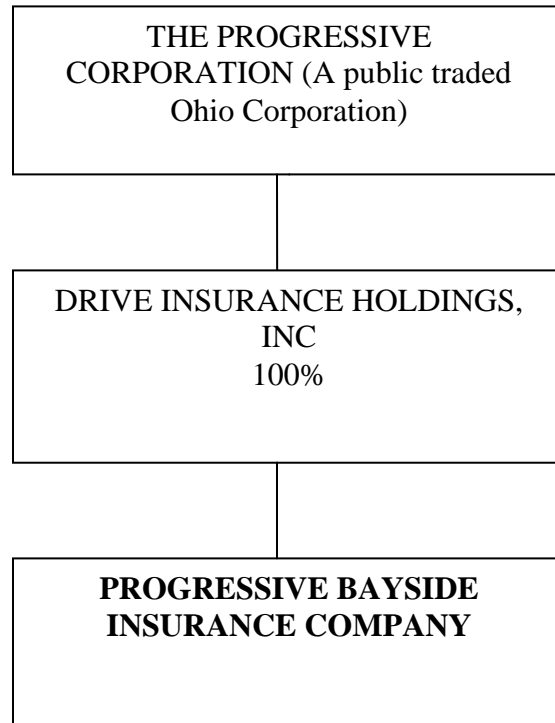 THE PROGRESSIVE
CORPORATION (A public traded
Ohio Corporation)
DRIVE INSURANCE HOLDINGS,
INC
100%
PROGRESSIVE BAYSIDE
INSURANCE COMPANY